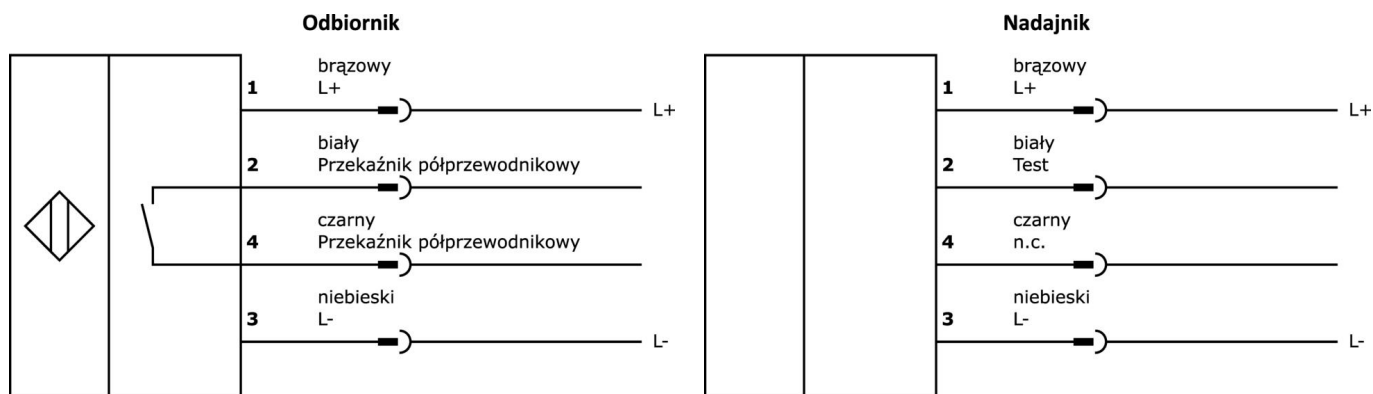 Odbiornik
brązowy
1
L+
L+
biały
2
Przekaźnik półprzewodnikowy
czarny
4
Przekaźnik półprzewodnikowy
niebieski
3
L-
L-
Nadajnik
brązowy
1
L+
L+
biały
2
Test
czarny
4
n.c.
niebieski
3
L-
L-